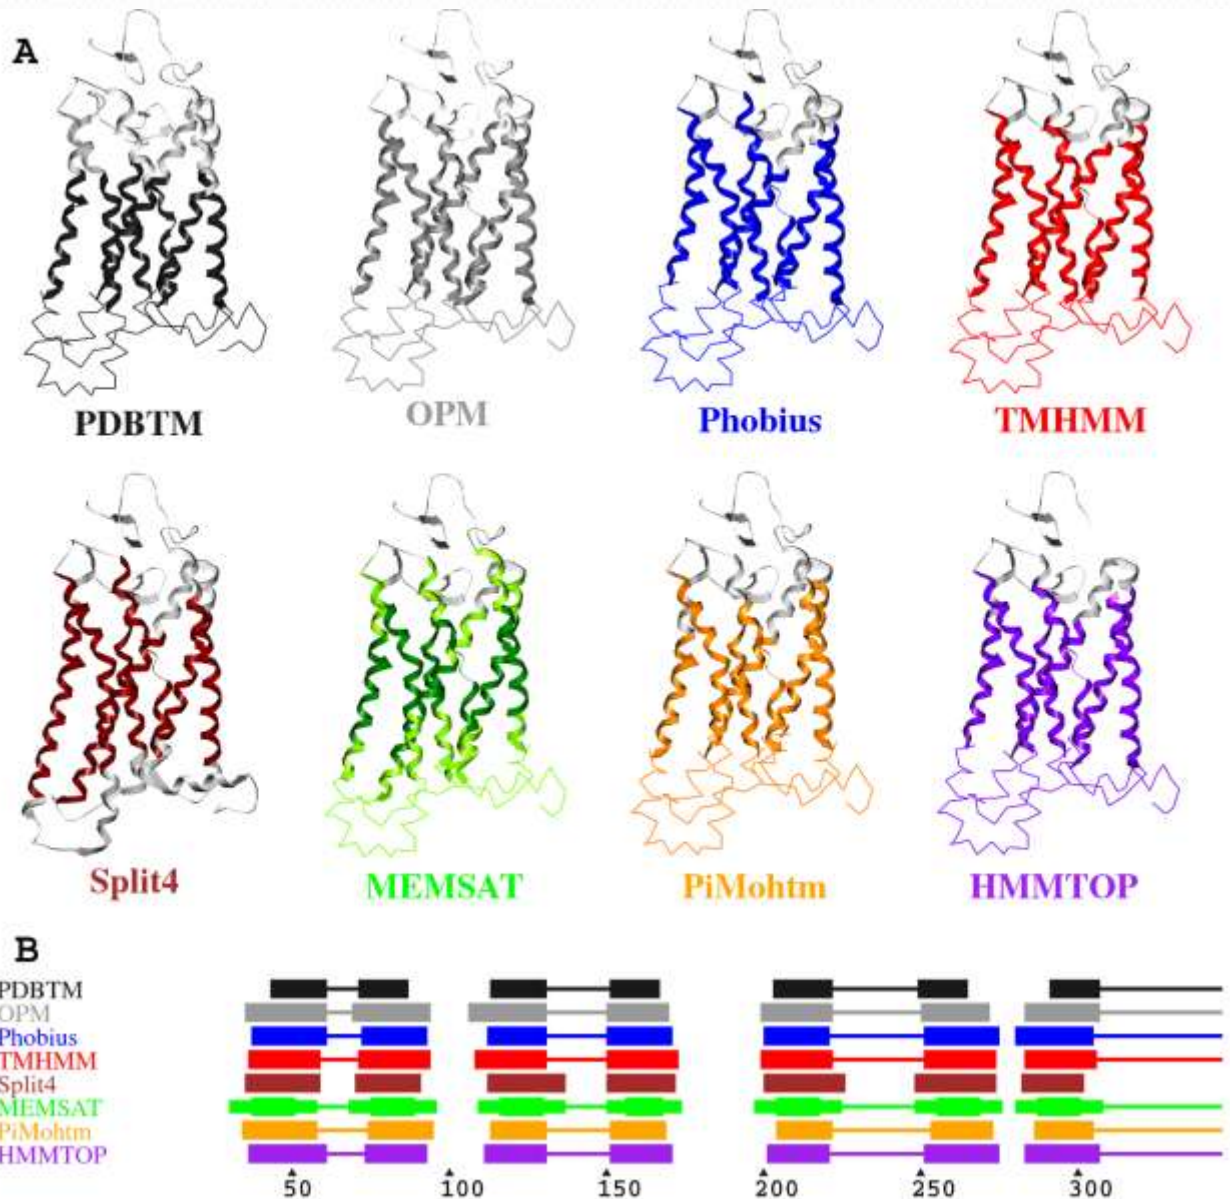 A
PDBTM
OPM
Phobius
TMHMM
Split4
MEMSAT
PiMohtm
HMMTOP
B
PDBTM
OPM
Phobius
TMHMM
Split4
MEMSAT
PiMohtm
HMMTOP
50 100 150 200 250 300